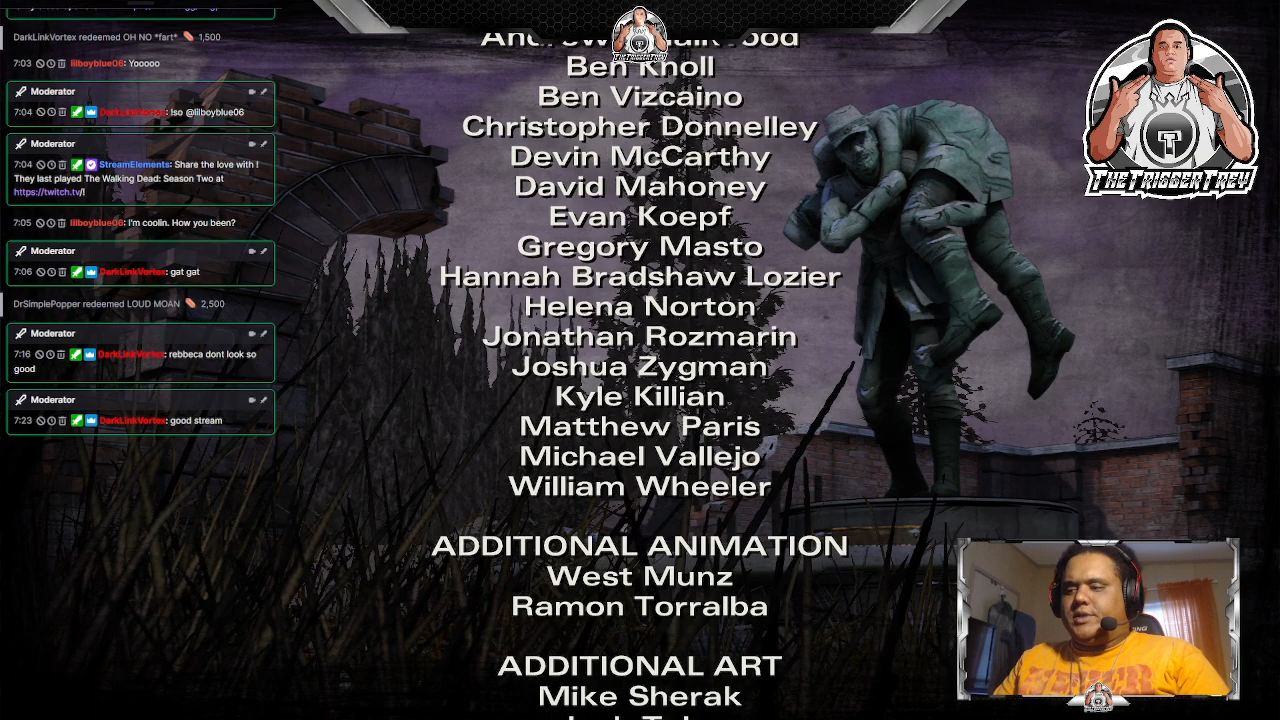 DarkLinkVortex redeemed OH NO *fart* 1,500
7:03 lilboyblue06: Yooooo
Moderator
7:04 DarkLinkVortex: !so @lilboyblue06
Moderator
7:04 StreamElements: Share the love with !
They last played The Walking Dead: Season Two at
https://twitch.tv/!
7:05 lilboyblue06: I'm coolin. How you been?
Moderator
7:06 DarkLinkVortex: gat gat
DrSimplePopper redeemed LOUD MOAN 2,500
Moderator
7:16 DarkLinkVortex: rebbeca dont look so
good
Moderator
7:23 DarkLinkVortex: good stream
THETRIGGERTREY
Ben Knoll
Ben Vizcaino
Christopher Donnelley
Devin McCarthy
David Mahoney
Evan Koepf
Gregory Masto
Hannah Bradshaw Lozier
Helena Norton
Jonathan Rozmarin
Joshua Zygman
Kyle Killian
Matthew Paris
Michael Vallejo
William Wheeler
ADDITIONAL ANIMATION
West Munz
Ramon Torralba
ADDITIONAL ART
Mike Sherak
T
THETRIGGERTREY